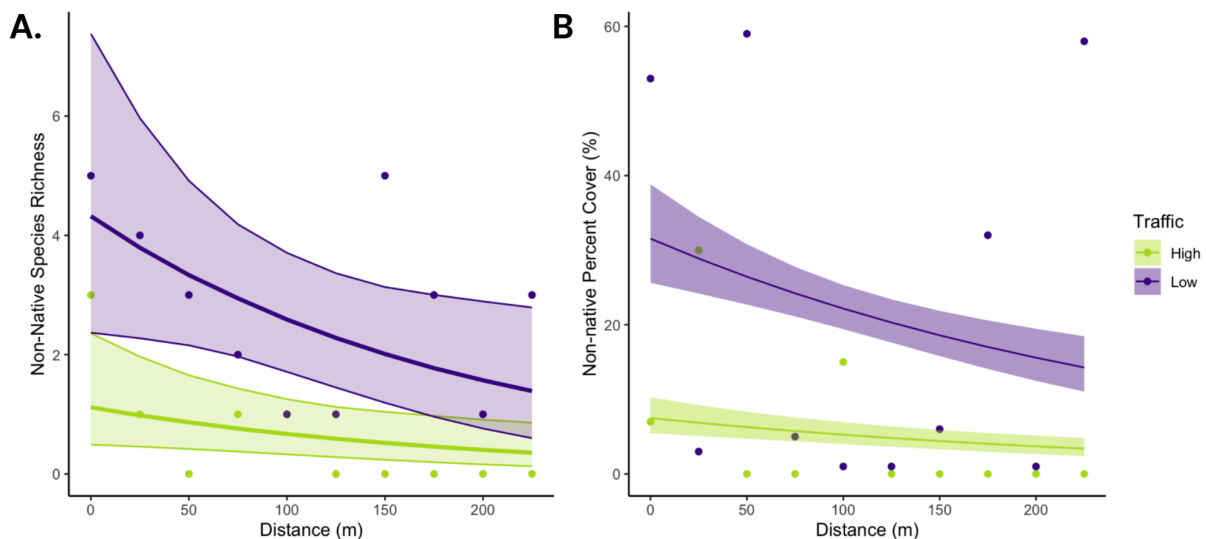 A.
6
4
2
0
Non-Native Species Richness
0 50 100 150 200
Distance (m)
B
60
40
20
0
Non-native Percent Cover (%)
0 50 100 150 200
Distance (m)
Traffic
High
Low